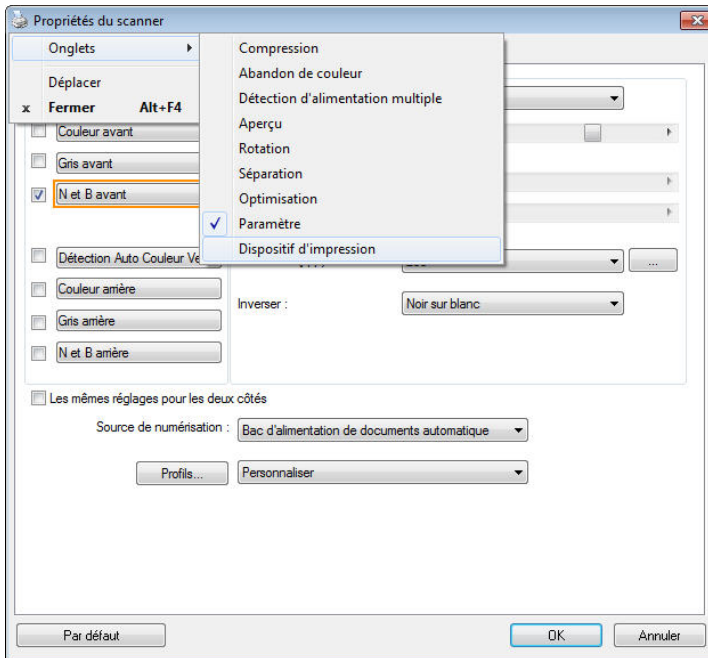 Propriétés du scanner
Onglets
Déplacer
x Fermer Alt+F4
Compression
Abandon de couleur
Détection d'alimentation multiple
Aperçu
Rotation
Séparation
Optimisation
Paramètre
Dispositif d'impression
Couleur avant
Gris avant
N et B avant
Détection Auto Couleur
...
Couleur arrière
Inverser :
Noir sur blanc
Gris arrière
N et B arrière
Les mêmes réglages pour les deux côtés
Source de numérisation :
Bac d'alimentation de documents automatique
Profils...
Personnaliser
Par défaut
OK
Annuler